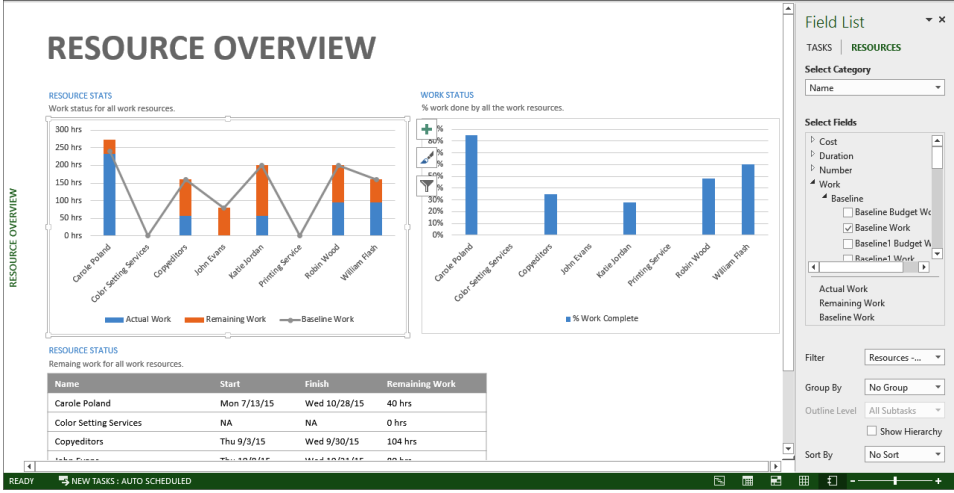 RESOURCE OVERVIEW
RESOURCE STATS
Work status for all work resources.
300 hrs
250 hrs
200 hrs
150 hrs
100 hrs
50 hrs
0 hrs
Carole Poland
Color Setting Services
Copyeditors
John Evans
Katie Jordan
Printing Service
Robin Wood
William Flash
Actual Work
Remaining Work
Baseline Work
WORK STATUS
% work done by all the work resources.
80%
30%
20%
10%
0%
Carole Poland
Color Setting Services
Copyeditors
John Evans
Katie Jordan
Printing Service
Robin Wood
William Flash
% Work Complete
RESOURCE STATUS
Remaing work for all work resources.
Name Start Finish Remaining Work
Carole Poland Mon 7/13/15 Wed 10/28/15 40 hrs
Color Setting Services NA NA 0 hrs
Copyeditors Thu 9/3/15 Wed 9/30/15 104 hrs
John Evans
RESOURCE OVERVIEW
Field List
TASKS RESOURCES
Select Category
Name
Select Fields
Cost
Duration
Number
Work
Baseline
Baseline Budget Wo
Baseline Work
Baseline1 Budget W
Baseline1 Work
Actual Work
Remaining Work
Baseline Work
Filter Resources -...
Group By No Group
Outline Level All Subtasks
Show Hierarchy
Sort By No Sort
READY NEW TASKS : AUTO SCHEDULED